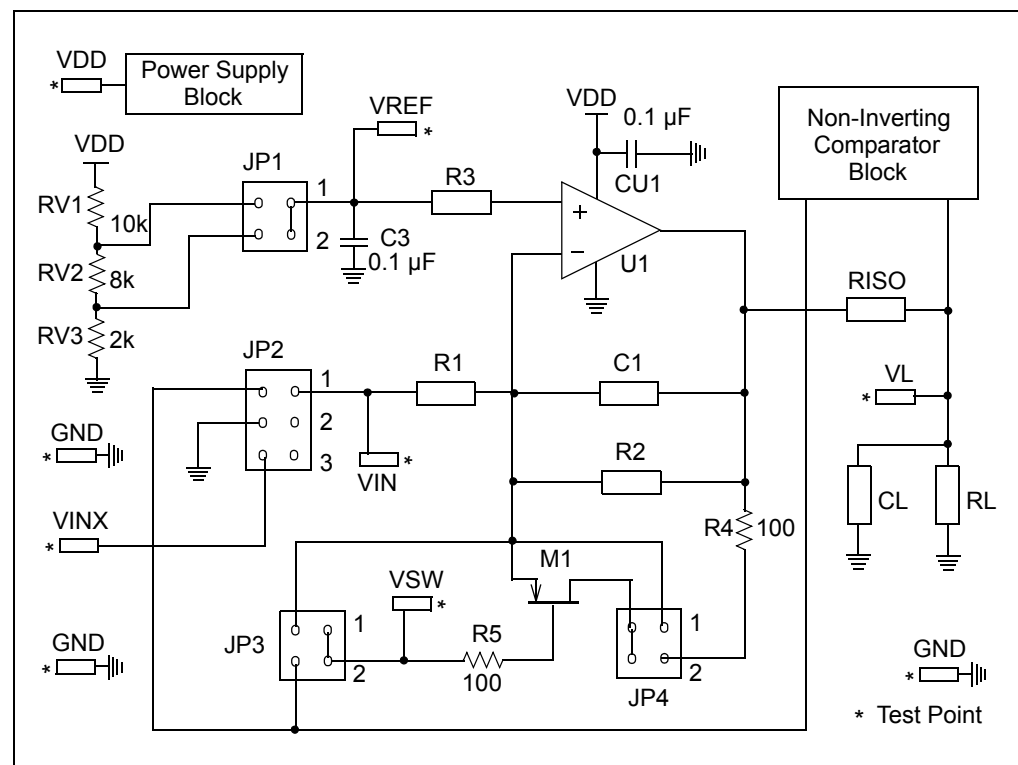 VDD
*
Power Supply
Block
VDD
RV1
10k
RV2
8k
RV3
2k
JP1
1
2
VREF
*
C3
0.1 µF
R3
VDD
0.1 µF
CU1
+
−
U1
Non-Inverting
Comparator
Block
RISO
JP2
1
2
3
R1
C1
VL
*
GND
*
VIN
*
R2
CL
RL
VINX
*
R4
100
M1
VSW
*
JP3
1
2
R5
100
1
2
JP4
GND
*
GND
*
* Test Point